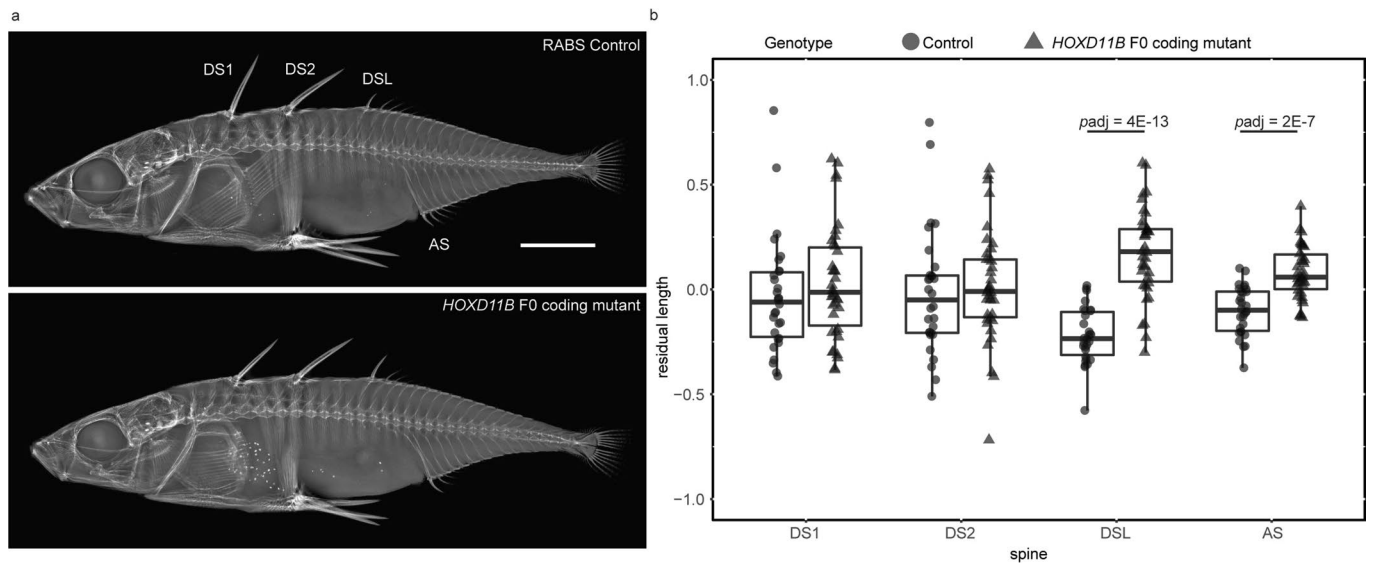 a
RABS Control
DS1
DS2
DSL
AS
HOXD11B F0 coding mutant
b
Genotype
Control
HOXD11B F0 coding mutant
residual length
1.0
0.5
0.0
−0.5
−1.0
padj = 4E-13
padj = 2E-7
DS1
DS2
DSL
AS
spine